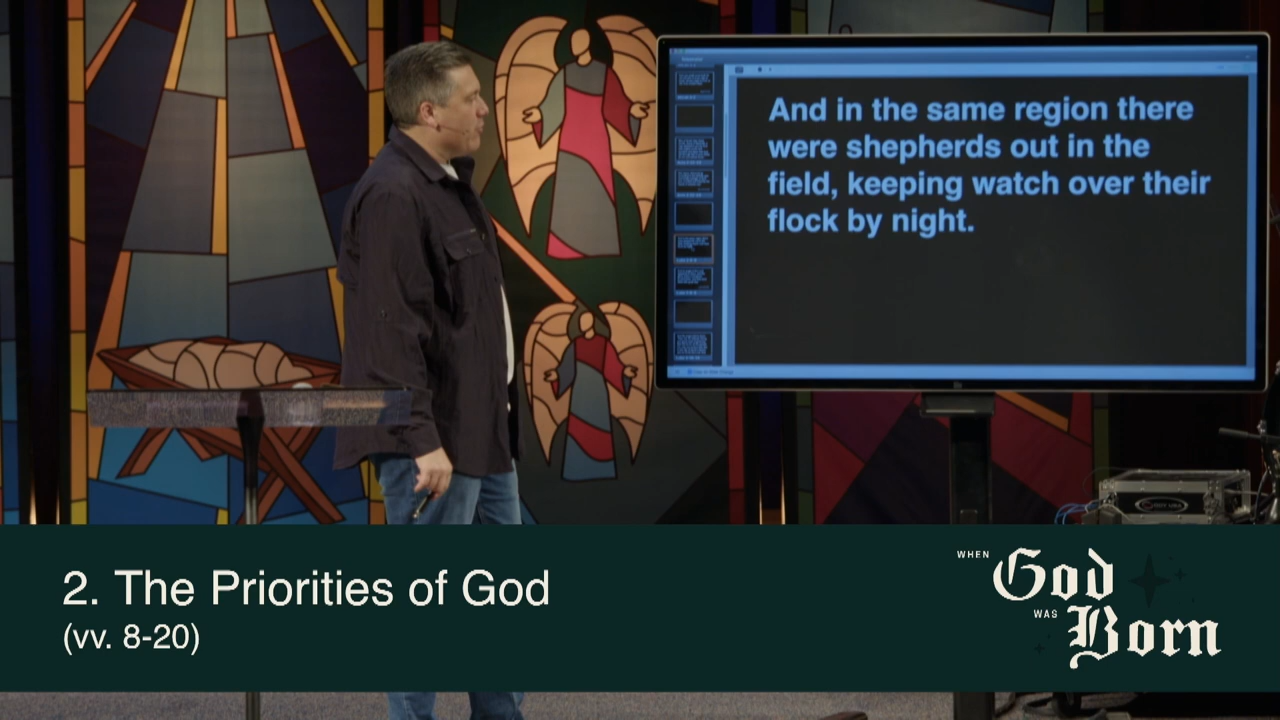 And in the same region there
were shepherds out in the
field, keeping watch over their
flock by night.
2. The Priorities of God
(vv. 8-20)
WHEN
God
WAS
Born